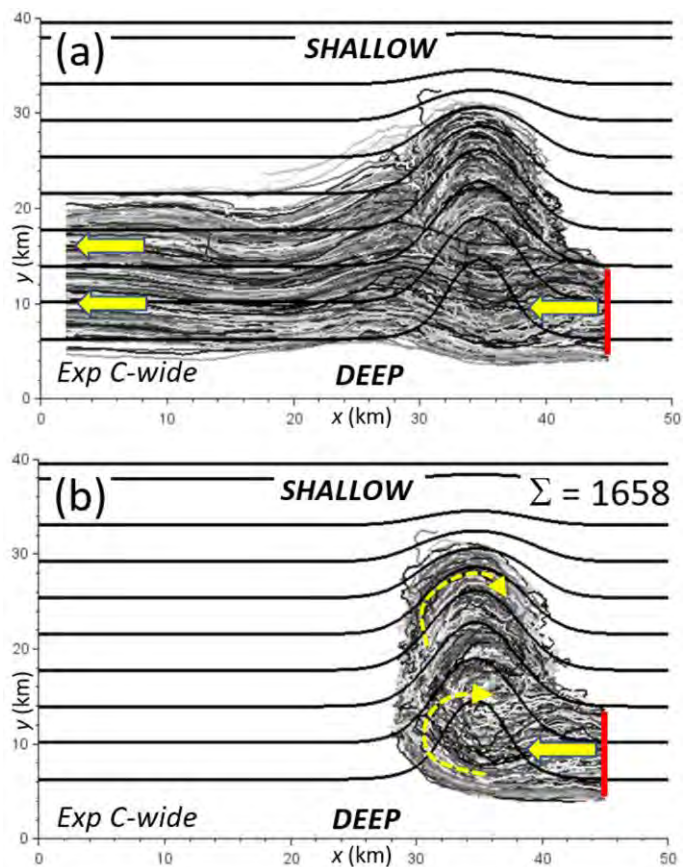 40
(a)
SHALLOW
30
y (km)
20
10
Exp C-wide
DEEP
0
0 10 20 30 40 50
x (km)
40
(b)
SHALLOW
Σ = 1658
30
y (km)
20
10
Exp C-wide
DEEP
0
0 10 20 30 40 50
x (km)